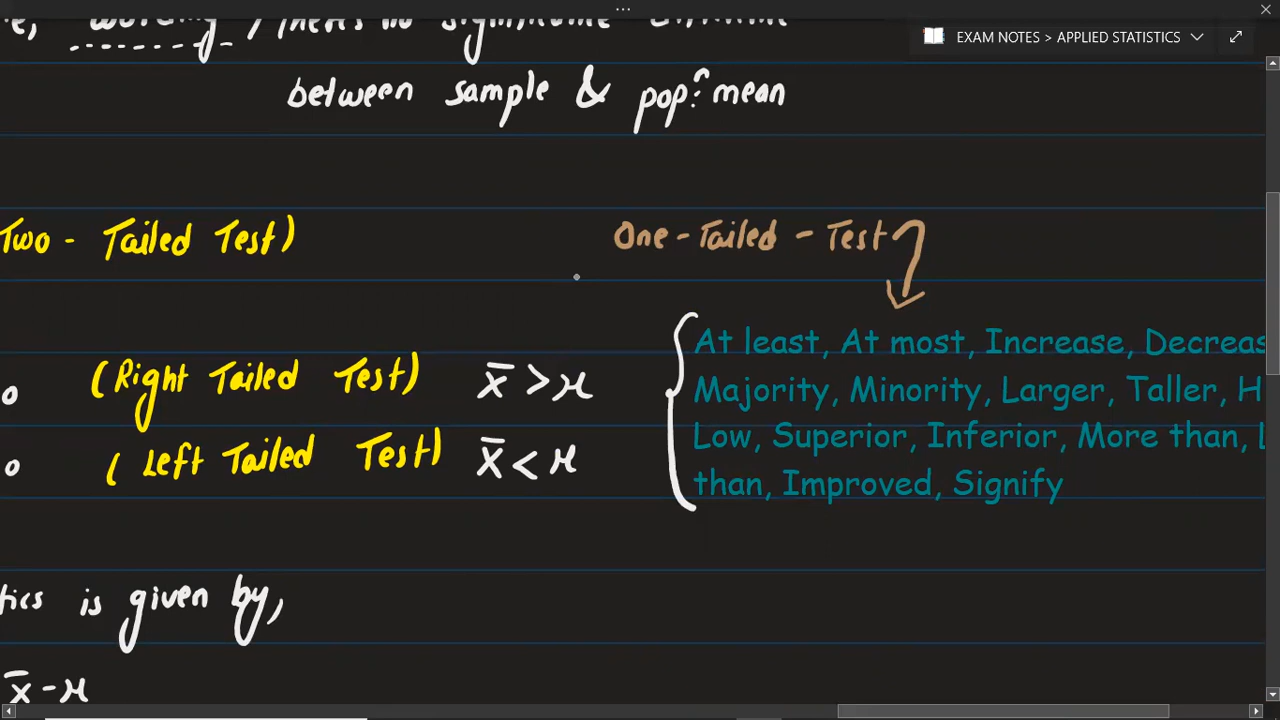 EXAM NOTES > APPLIED STATISTICS
between sample & popⁿ mean
Two - Tailed Test)
One - Tailed - Test
(Right Tailed Test) x̄ > μ
(Left Tailed Test) x̄ < μ
At least, At most, Increase, Decreas
Majority, Minority, Larger, Taller, H
Low, Superior, Inferior, More than, L
than, Improved, Signify
tics is given by,
x̄ - μ